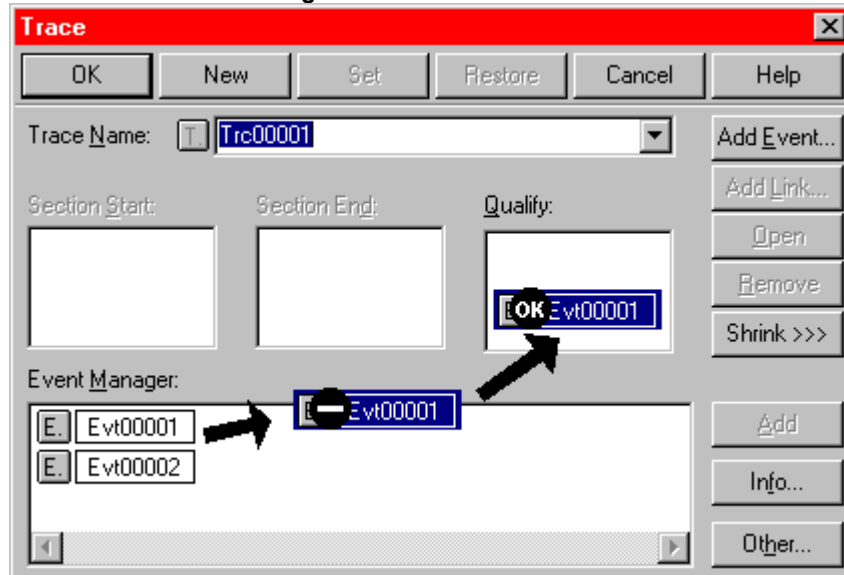 Trace
OK New Set Restore Cancel Help
Trace Name: T. Trc00001 Add Event...
Add Link...
Section Start: Section End: Qualify:
Open
Remove
E OK Evt00001
Shrink >>>
Event Manager:
E Evt00001
E. Evt00001 Add
E. Evt00002
Info...
Other...